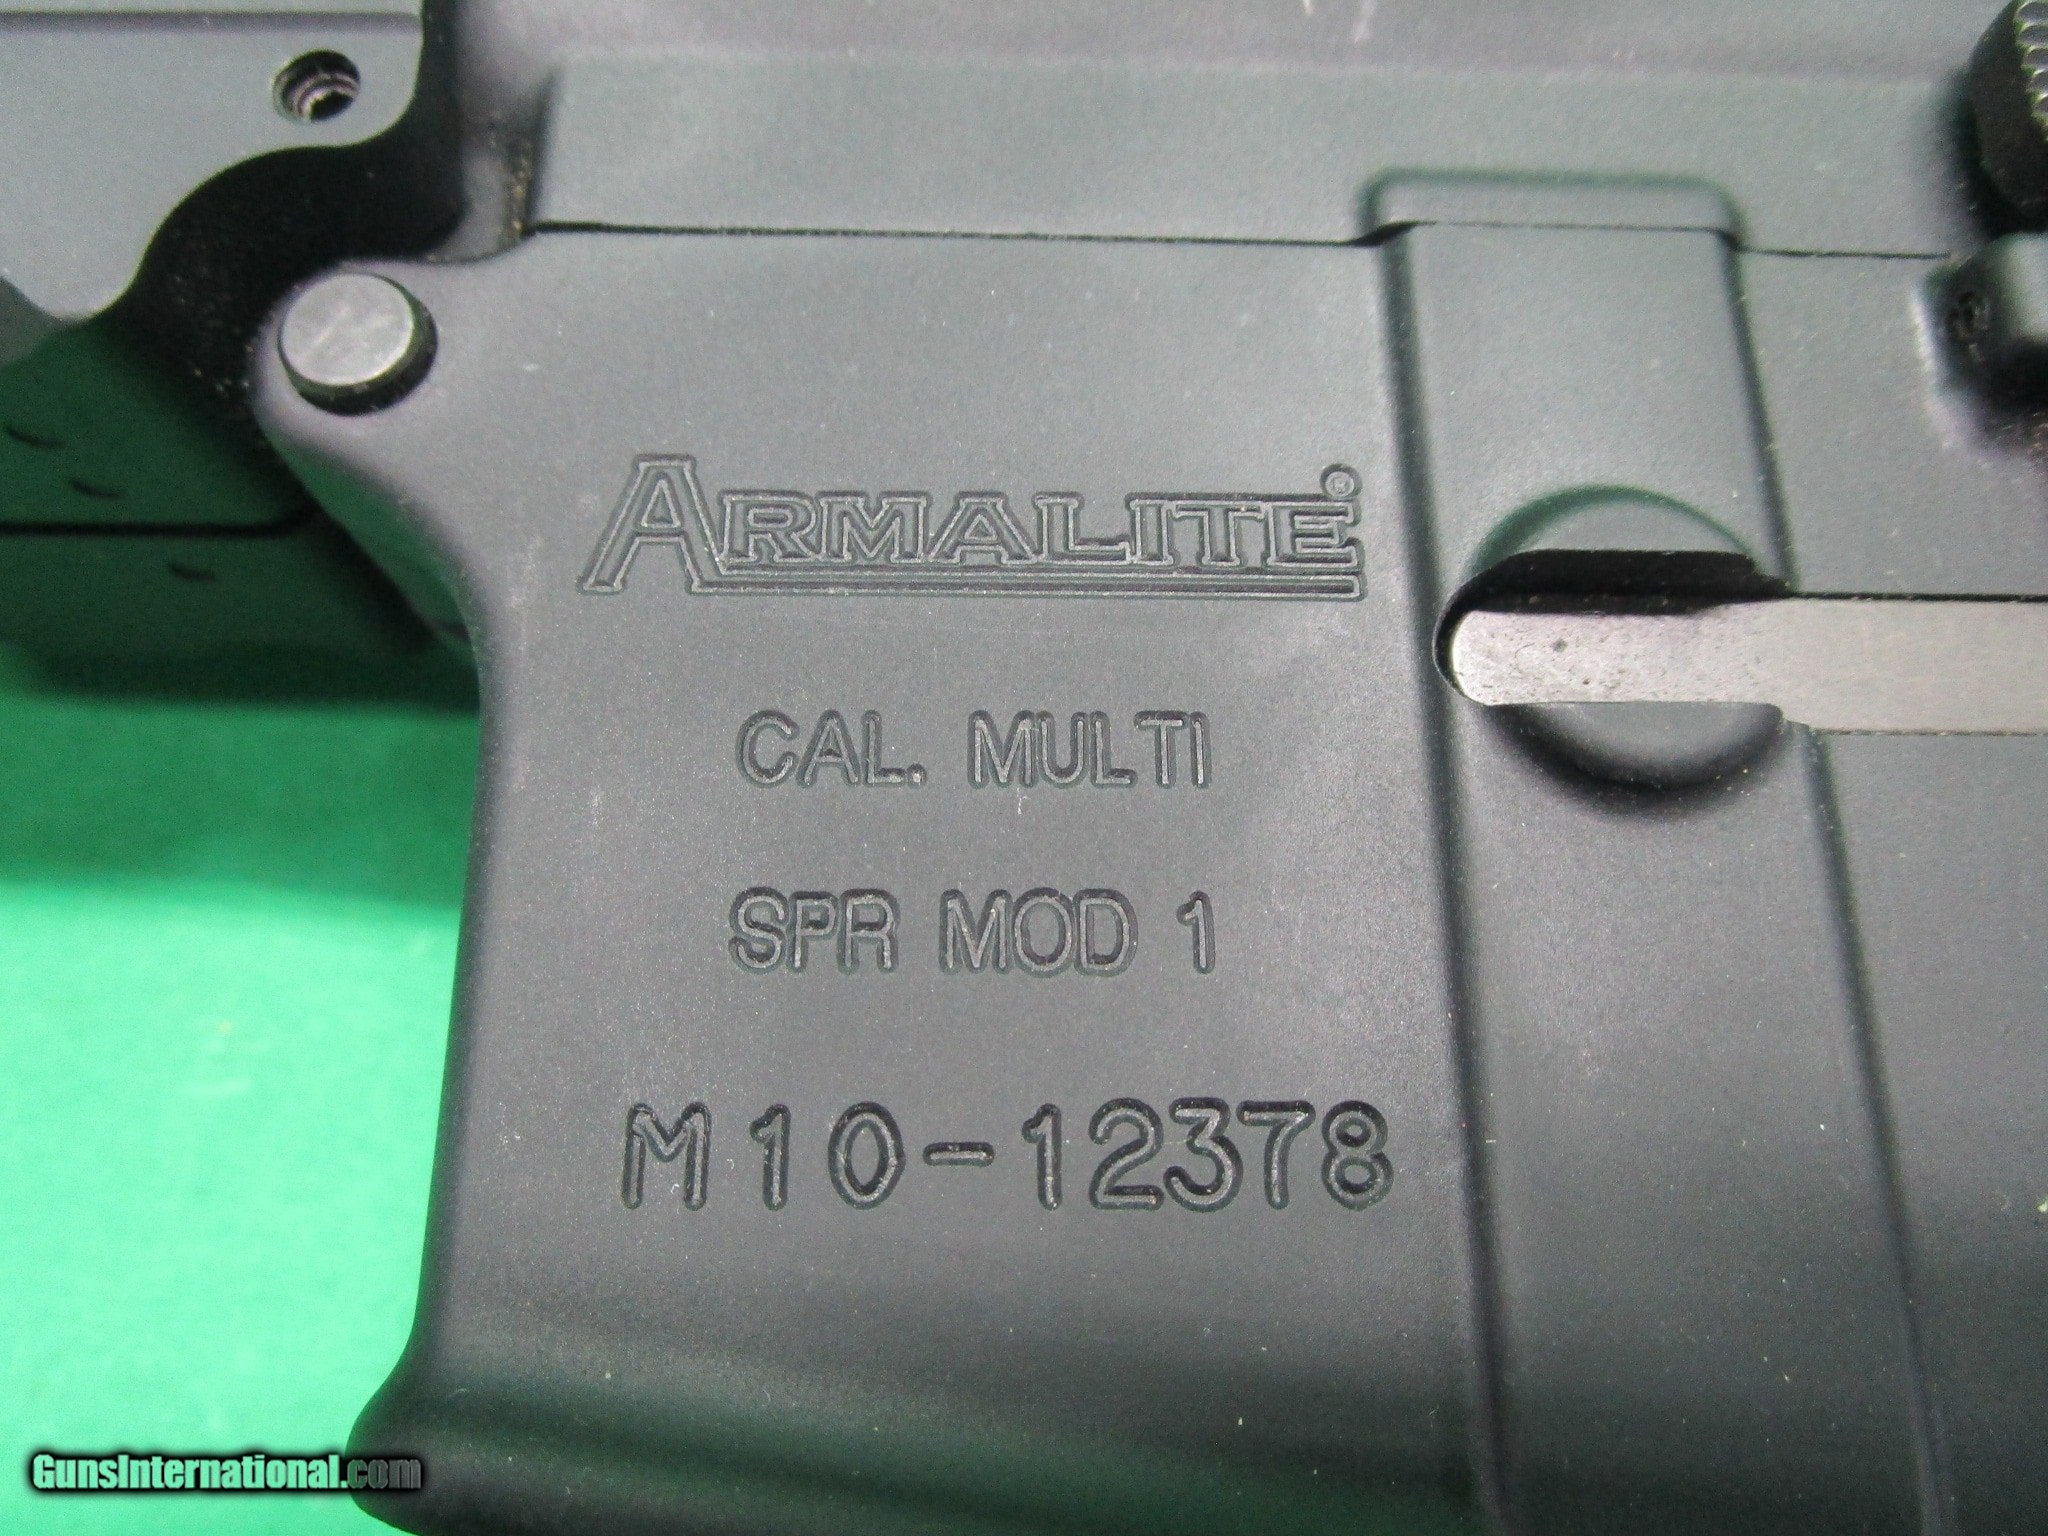 ARMALITE®
CAL. MULTI
SPR MOD 1
M10-12378
GunsInternational.com